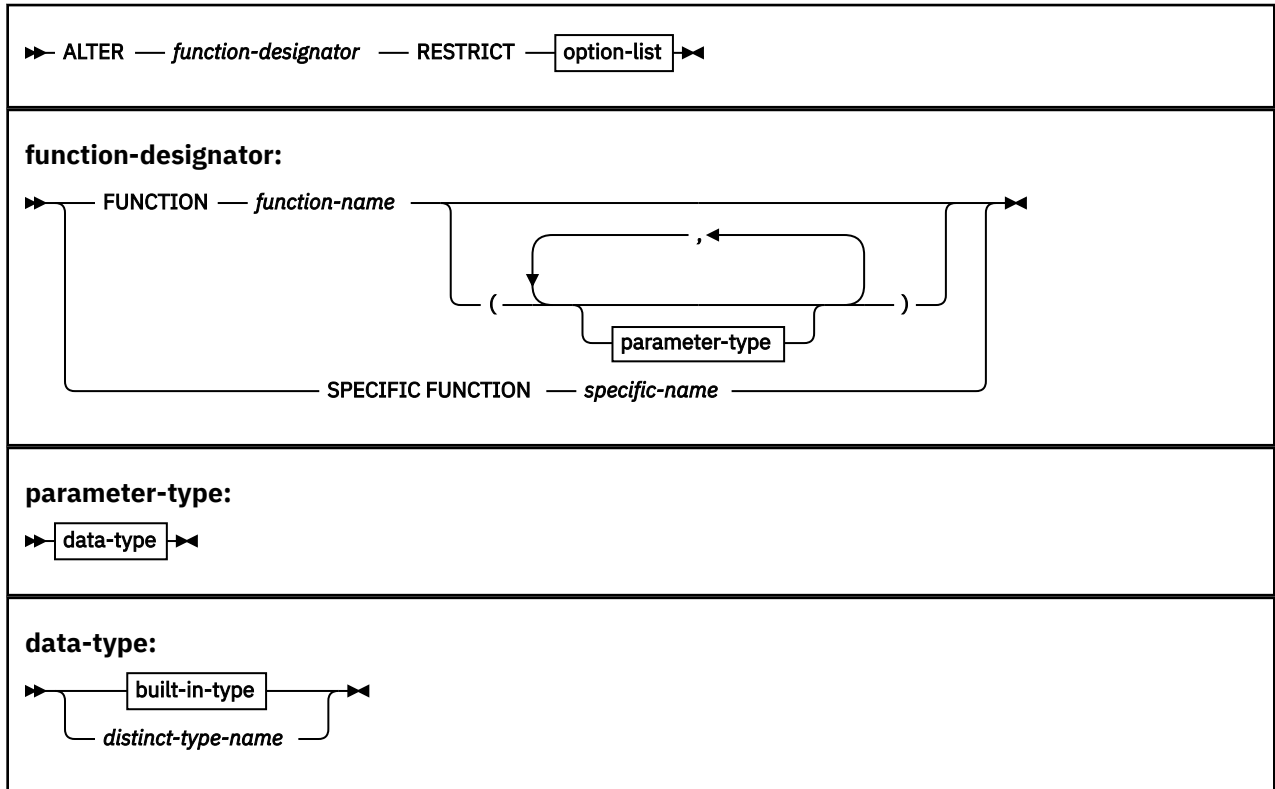 ALTER function-designator RESTRICT option-list
function-designator:
FUNCTION function-name
,
( )
parameter-type
SPECIFIC FUNCTION specific-name
parameter-type:
data-type
data-type:
built-in-type
distinct-type-name